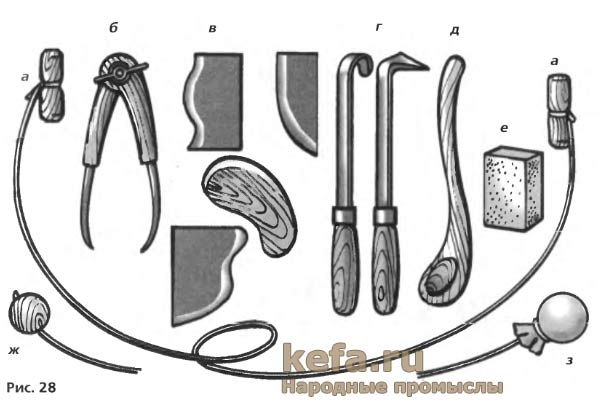 б
в
г
д
а
а
е
ж
з
Рис. 28
kefa.ru
Народные промыслы